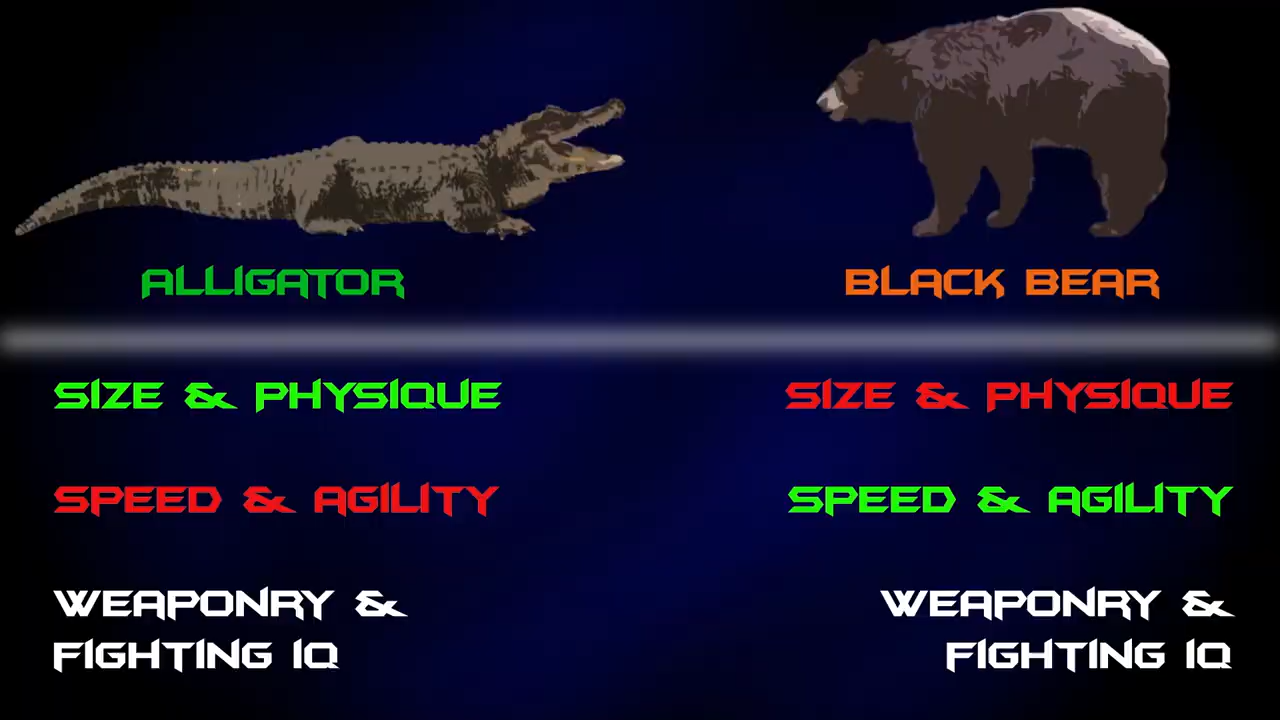 ALLIGATOR
BLACK BEAR
SIZE & PHYSIQUE
SIZE & PHYSIQUE
SPEED & AGILITY
SPEED & AGILITY
WEAPONRY &
FIGHTING IQ
WEAPONRY &
FIGHTING IQ